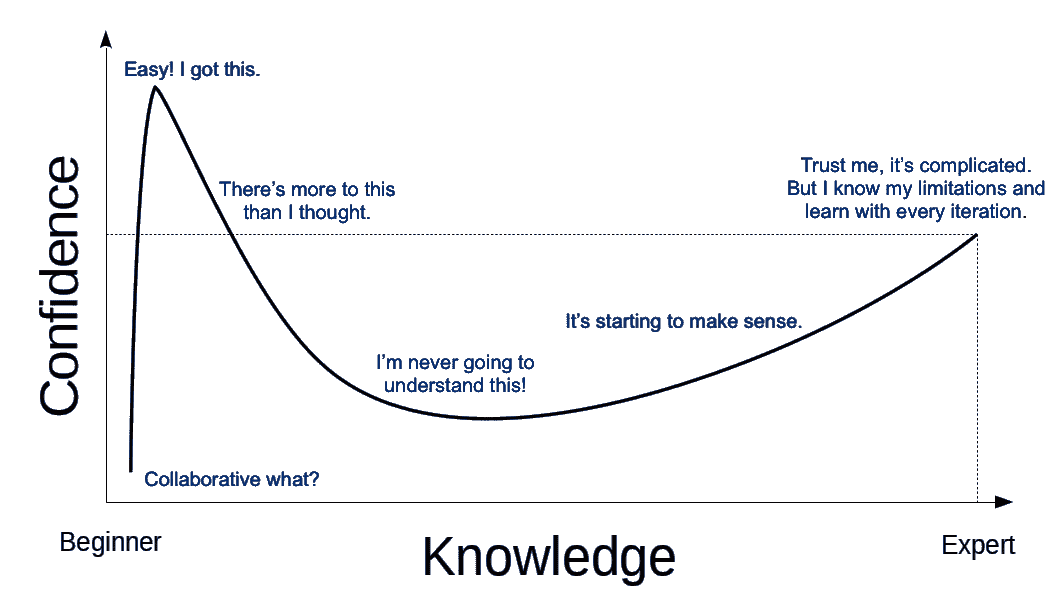 Easy! I got this.
There's more to this
than I thought.
Trust me, it's complicated.
But I know my limitations and
learn with every iteration.
Confidence
It's starting to make sense.
I'm never going to
understand this!
Collaborative what?
Beginner
Knowledge
Expert